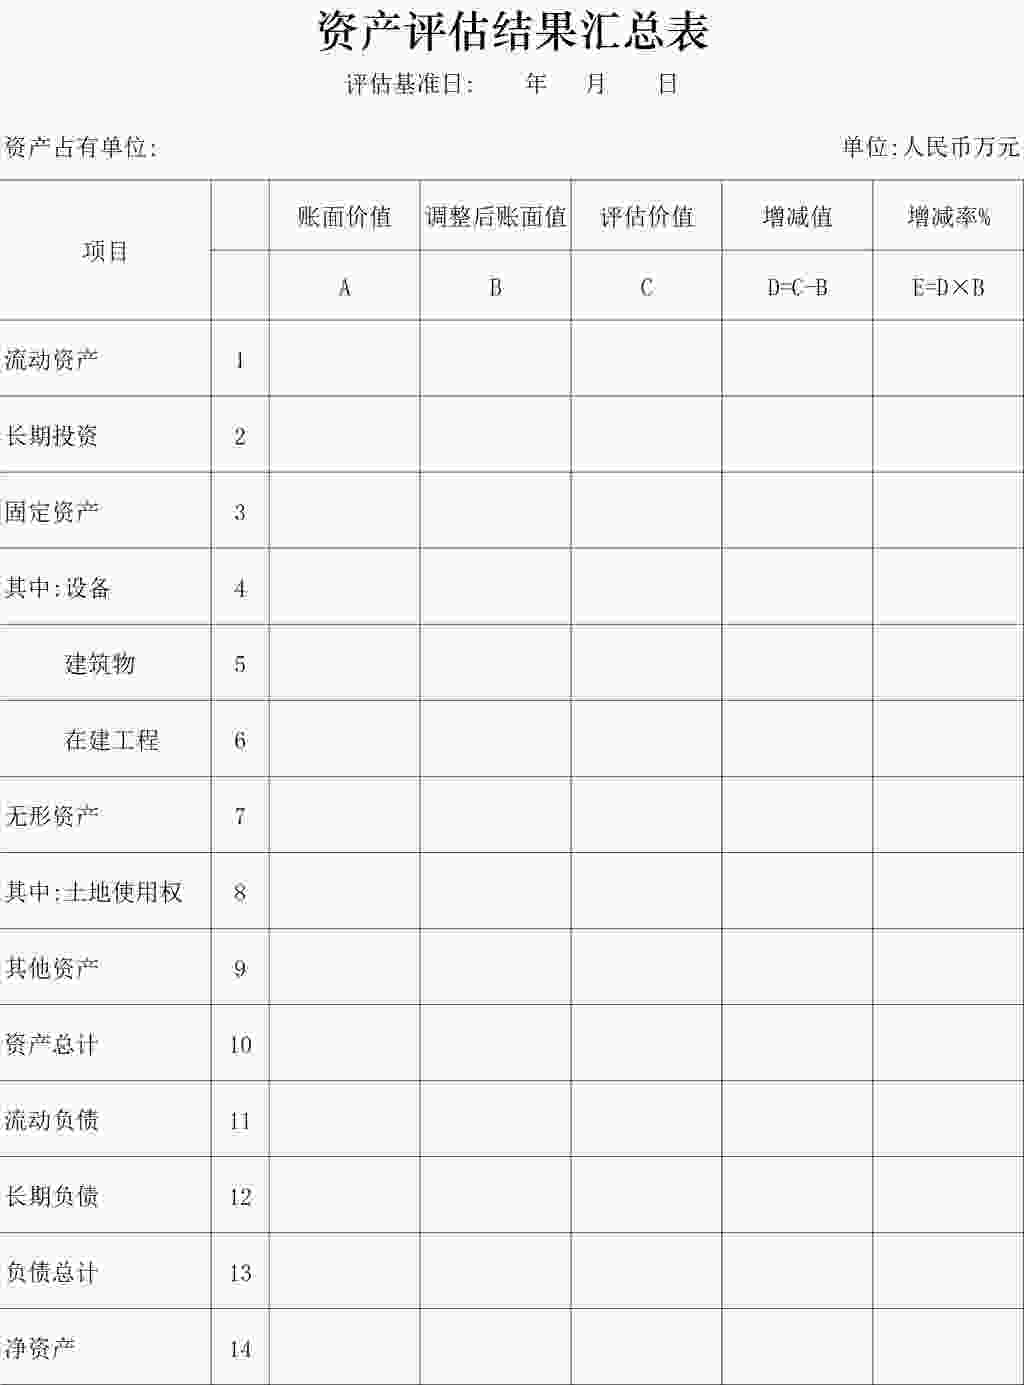 资产评估结果汇总表
评估基准日: 年 月 日
资产占有单位: 单位:人民币万元
项目 账面价值 调整后账面值 评估价值 增减值 增减率%
A B C D=C-B E=D×B
流动资产 1
长期投资 2
固定资产 3
其中:设备 4
建筑物 5
在建工程 6
无形资产 7
其中:土地使用权 8
其他资产 9
资产总计 10
流动负债 11
长期负债 12
负债总计 13
净资产 14